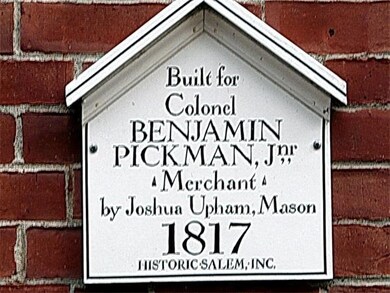 Built for
Colonel
BENJAMIN
PICKMAN, Jnr,,
Merchant
by Joshua Upham, Mason
1817
HISTORIC·SALEM, INC.